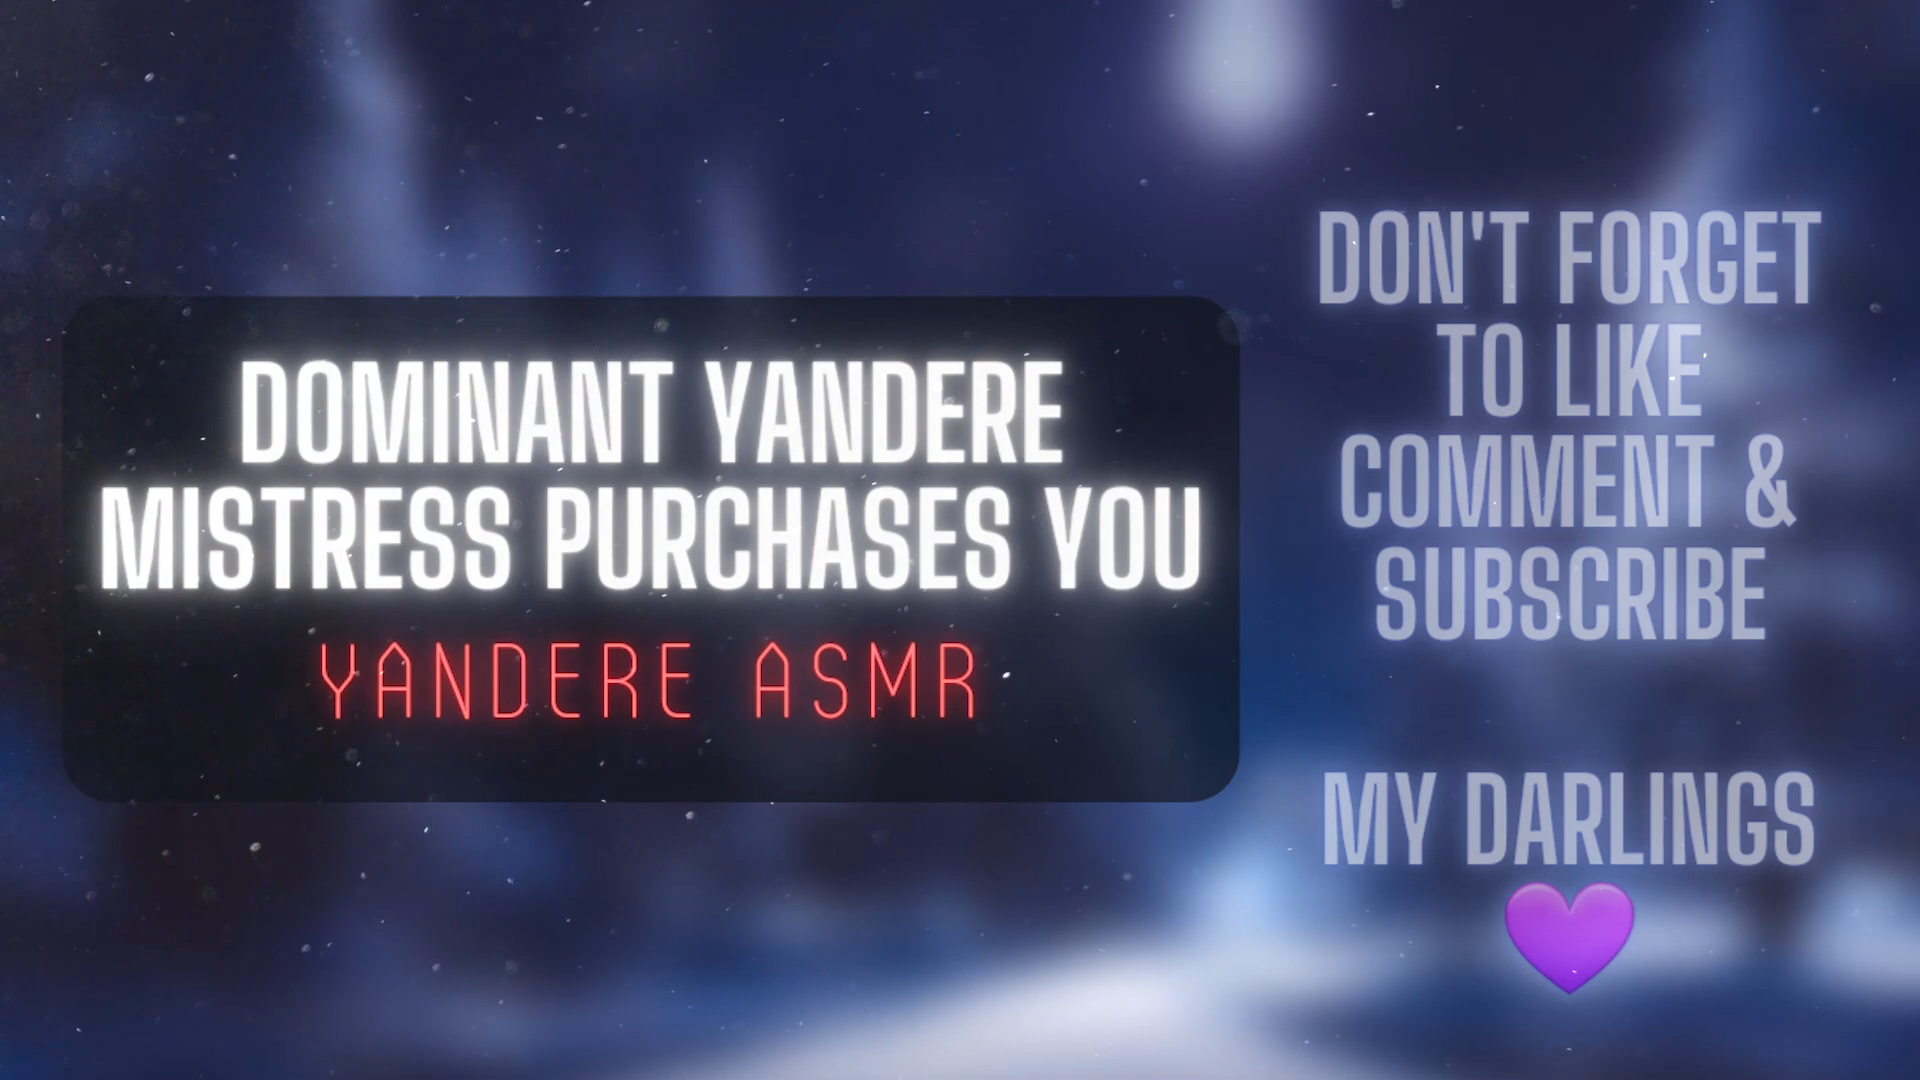 DOMINANT YANDERE
MISTRESS PURCHASES YOU
YANDERE ASMR
DON'T FORGET
TO LIKE
COMMENT &
SUBSCRIBE
MY DARLINGS
💜